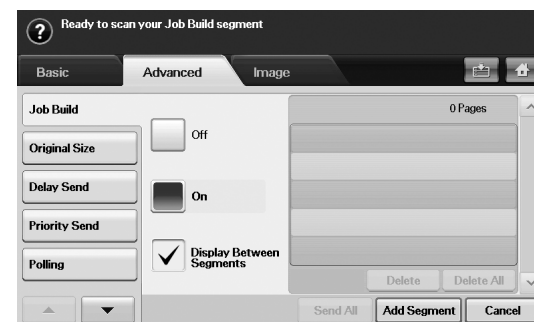 ? Ready to scan your Job Build segment
Basic Advanced Image
Job Build
0 Pages
Off
Original Size
Delay Send
On
Priority Send
Display Between
Segments
Polling
Delete Delete All
Send All Add Segment Cancel